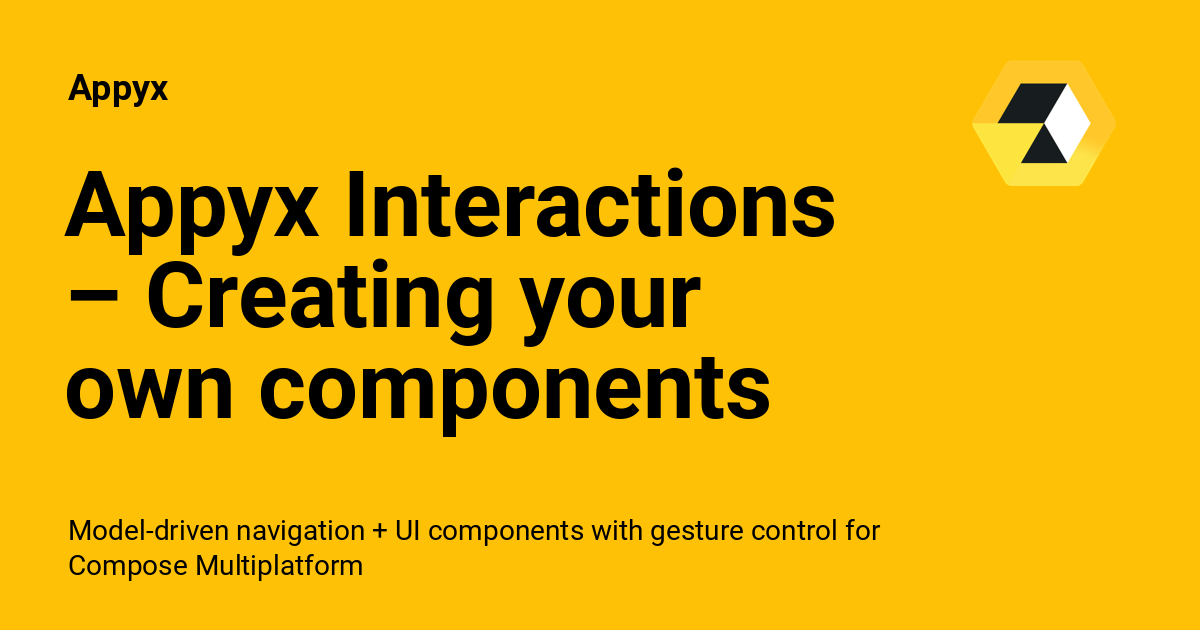 Appyx
Appyx Interactions
– Creating your
own components
Model-driven navigation + UI components with gesture control for
Compose Multiplatform